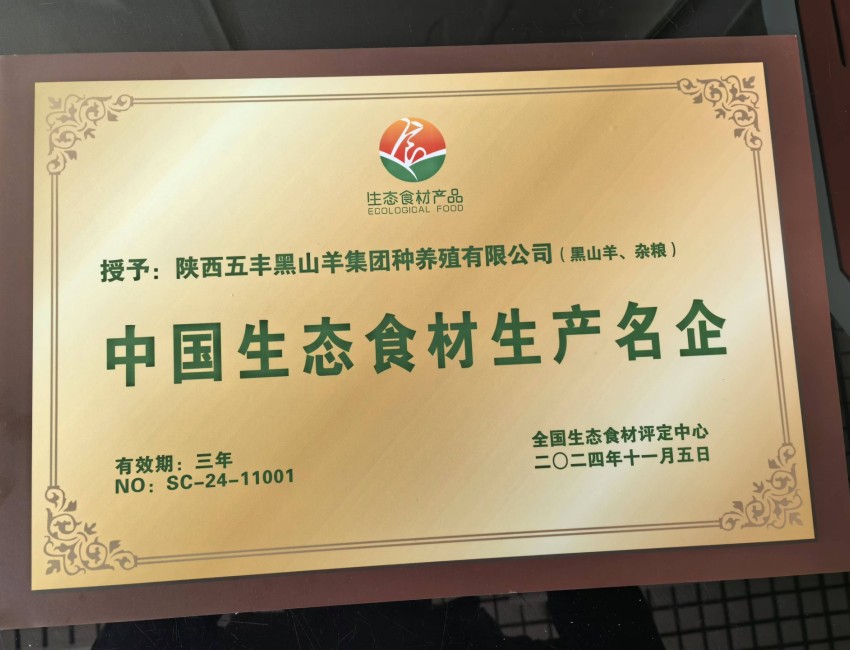 生态食材产品
ECOLOGICAL FOOD
授予：陕西五丰黑山羊集团种养殖有限公司（黑山羊、杂粮）
中国生态食材生产名企
有效期：三年
NO：SC-24-11001
全国生态食材评定中心
二〇二四年十一月五日